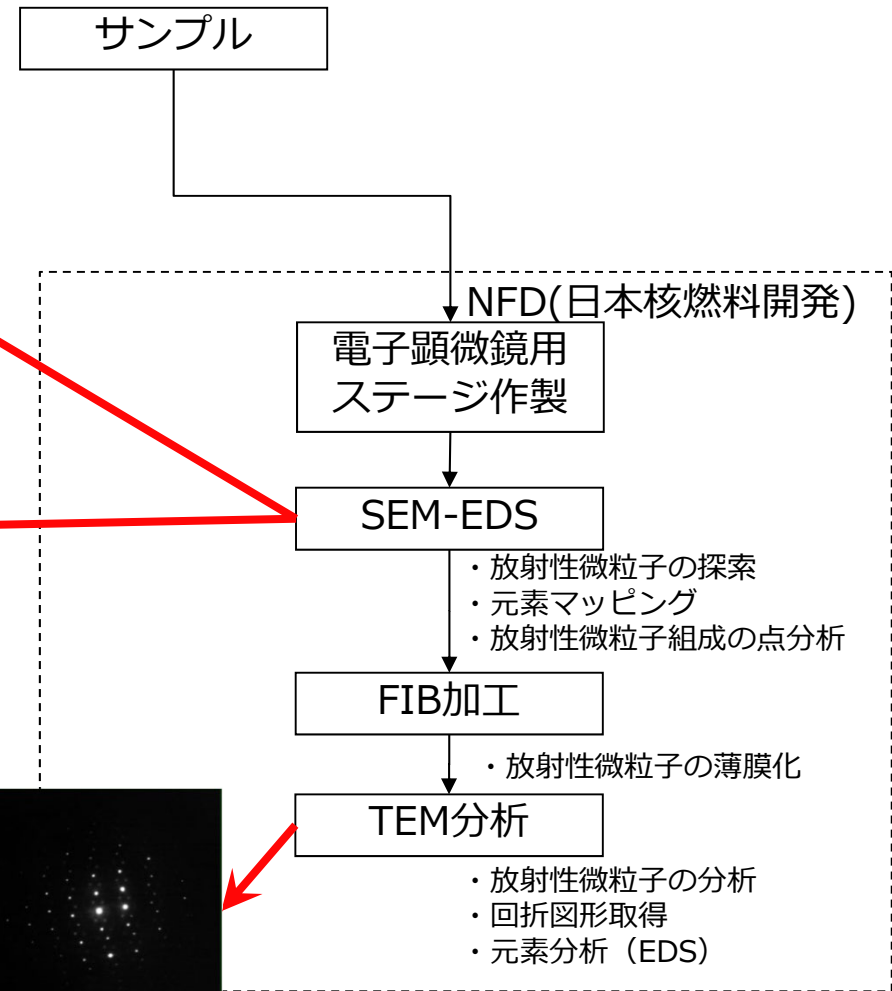 サンプル
NFD(日本核燃料開発)
電子顕微鏡用
ステージ作製
SEM-EDS
・放射性微粒子の探索
・元素マッピング
・放射性微粒子組成の点分析
FIB加工
・放射性微粒子の薄膜化
TEM分析
・放射性微粒子の分析
・回折図形取得
・元素分析（EDS）